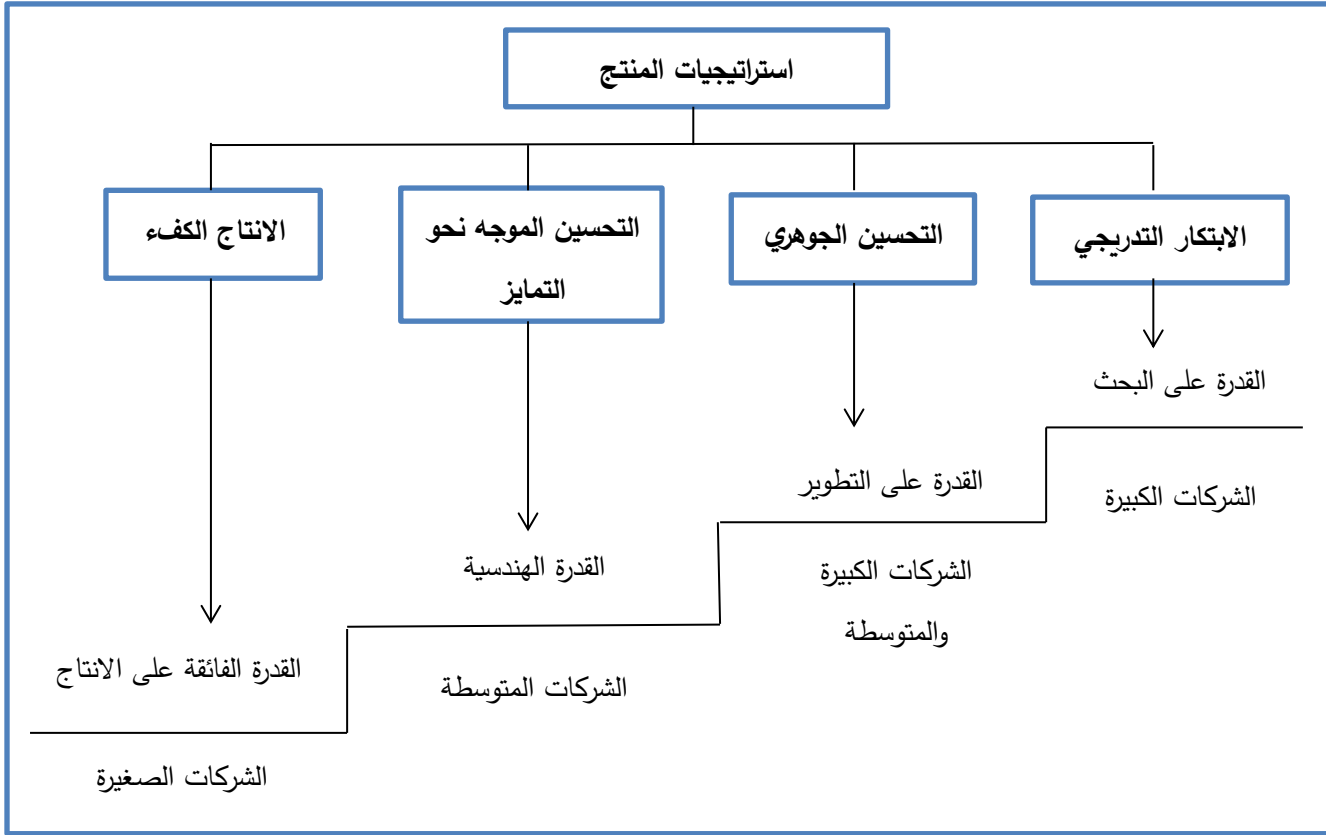 استراتيجيات المنتج
الابتكار التدريجي
التحسين الجوهري
التحسين الموجه نحو
التمايز
الانتاج الكفء
القدرة على البحث
الشركات الكبيرة
القدرة على التطوير
الشركات الكبيرة
والمتوسطة
القدرة الهندسية
الشركات المتوسطة
القدرة الفائقة على الانتاج
الشركات الصغيرة